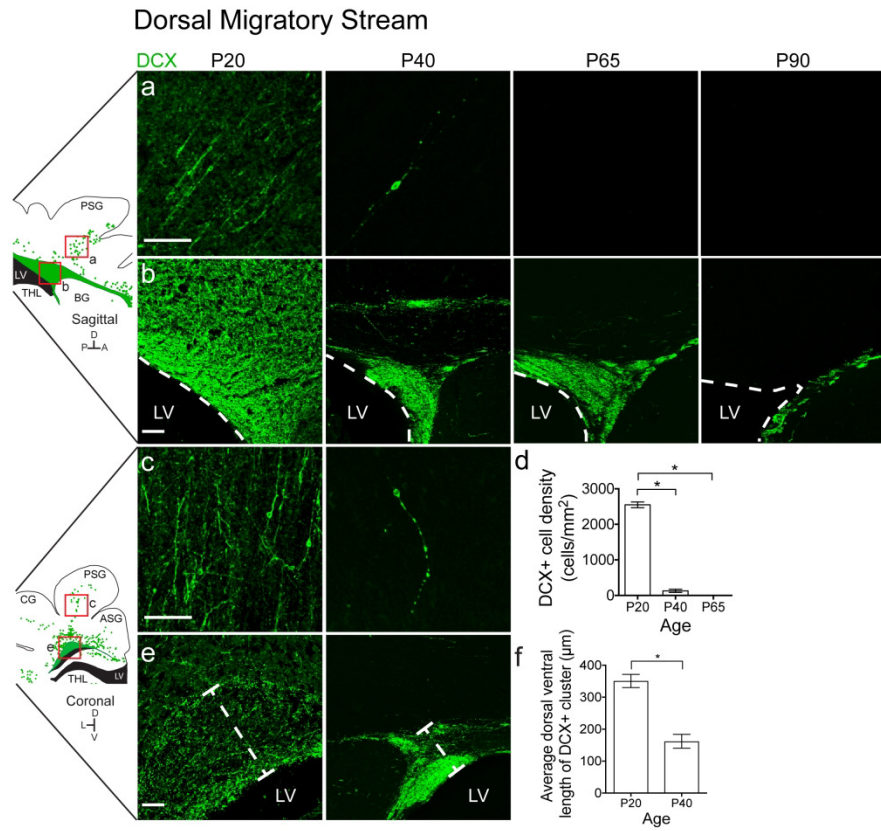 Dorsal Migratory Stream
DCX P20 P40 P65 P90
a
PSG
a
LV
b
THL
BG
Sagittal
D
P A
b
LV
LV
LV
LV
c
PSG
CG
c
ASG
e
THL
LV
Coronal
D
L
V
d
DCX+ cell density
(cells/mm²)
3000
2000
1000
0
*
*
P20 P40 P65
Age
e
LV
LV
f
Average dorsal ventral
length of DCX+ cluster (µm)
400
300
200
100
0
*
P20 P40
Age